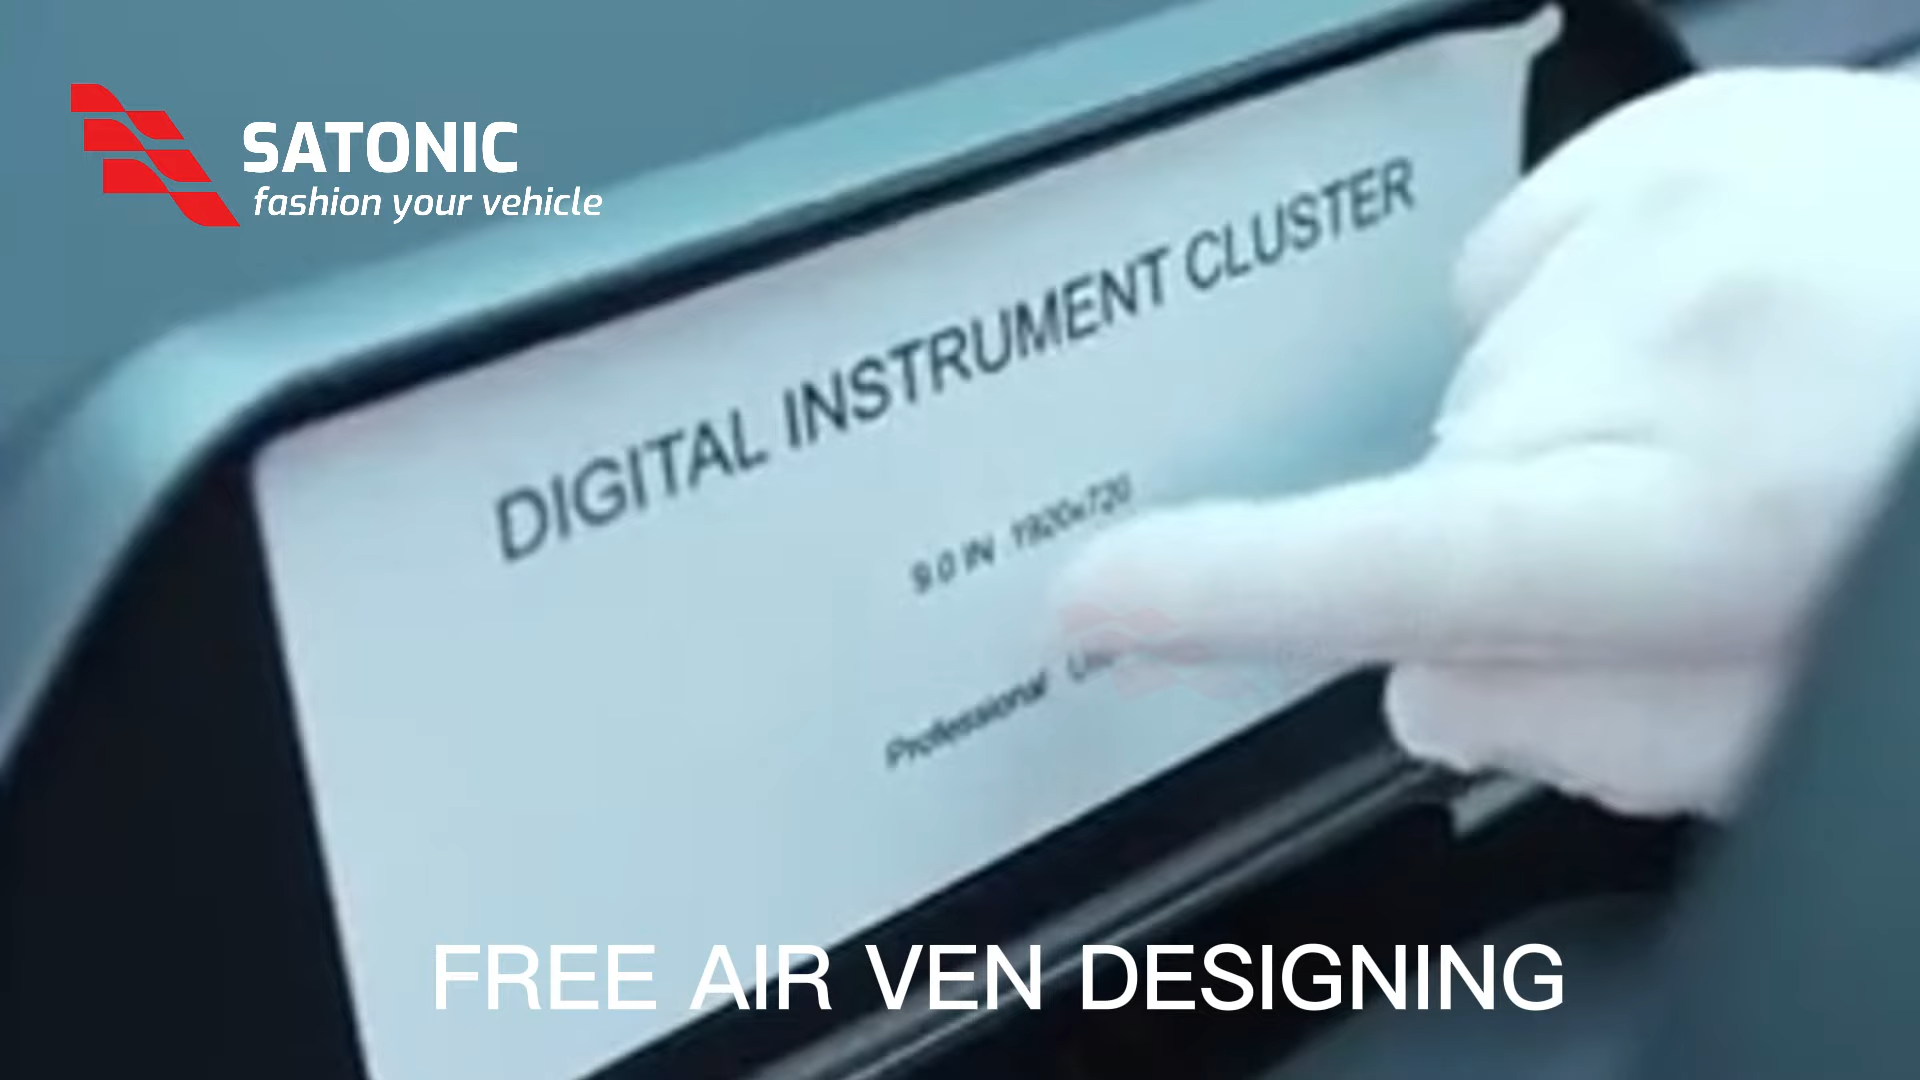 SATONIC
fashion your vehicle
DIGITAL INSTRUMENT CLUSTER
9.0 IN 1920x720
Professional
FREE AIR VEN DESIGNING